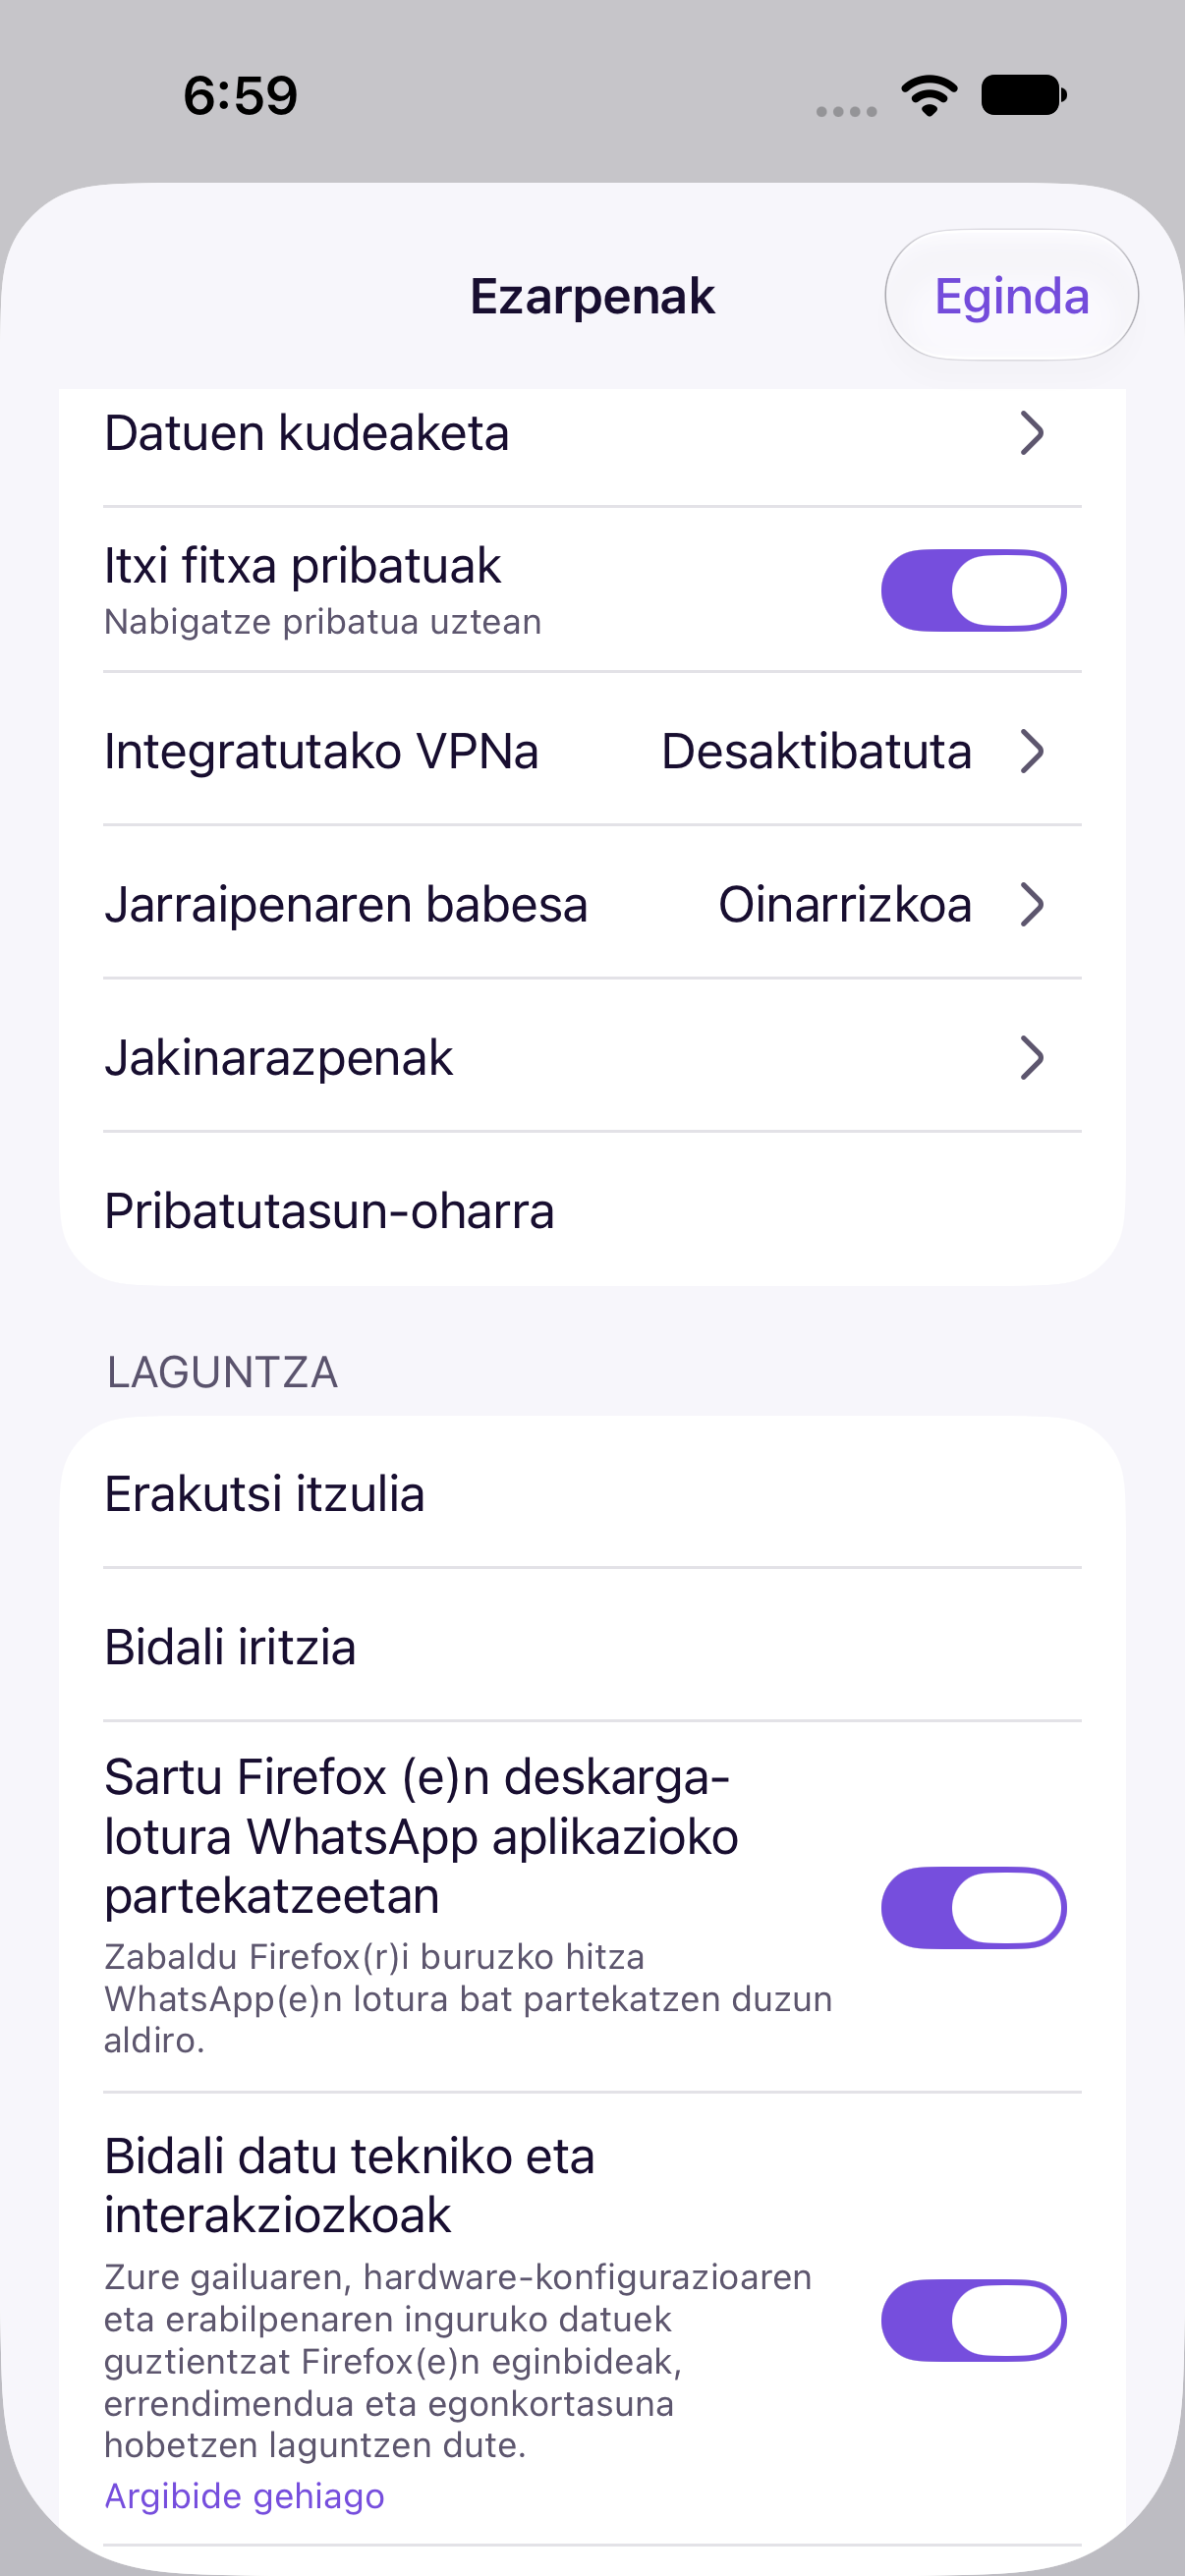 6:59
Ezarpenak
Eginda
Datuen kudeaketa
Itxi fitxa pribatuak
Nabigatze pribatua uztean
Integratutako VPNa
Desaktibatuta
Jarraipenaren babesa
Oinarrizkoa
Jakinarazpenak
Pribatutasun-oharra
LAGUNTZA
Erakutsi itzulia
Bidali iritzia
Sartu Firefox (e)n deskarga-
lotura WhatsApp aplikazioko
partekatzeetan
Zabaldu Firefox(r)i buruzko hitza
WhatsApp(e)n lotura bat partekatzen duzun
aldiro.
Bidali datu tekniko eta
interakziozkoak
Zure gailuaren, hardware-konfigurazioaren
eta erabilpenaren inguruko datuek
guztientzat Firefox(e)n eginbideak,
errendimendua eta egonkortasuna
hobetzen laguntzen dute.
Argibide gehiago